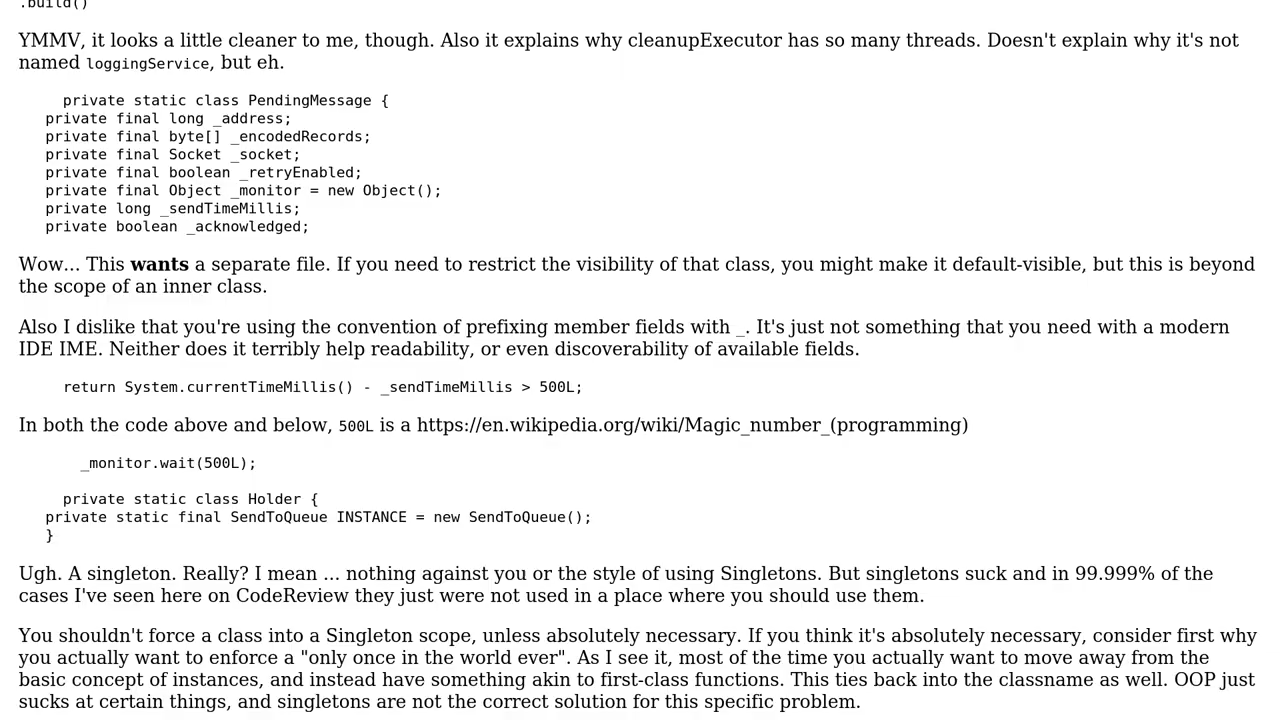 .build()
YMMV, it looks a little cleaner to me, though. Also it explains why cleanupExecutor has so many threads. Doesn't explain why it's not
named loggingService, but eh.
private static class PendingMessage {
private final long _address;
private final byte[] _encodedRecords;
private final Socket _socket;
private final boolean _retryEnabled;
private final Object _monitor = new Object();
private long _sendTimeMillis;
private boolean _acknowledged;
Wow... This wants a separate file. If you need to restrict the visibility of that class, you might make it default-visible, but this is beyond
the scope of an inner class.
Also I dislike that you're using the convention of prefixing member fields with _. It's just not something that you need with a modern
IDE IME. Neither does it terribly help readability, or even discoverability of available fields.
return System.currentTimeMillis() - _sendTimeMillis > 500L;
In both the code above and below, 500L is a https://en.wikipedia.org/wiki/Magic_number_(programming)
_monitor.wait(500L);
private static class Holder {
private static final SendToQueue INSTANCE = new SendToQueue();
}
Ugh. A singleton. Really? I mean ... nothing against you or the style of using Singletons. But singletons suck and in 99.999% of the
cases I've seen here on CodeReview they just were not used in a place where you should use them.
You shouldn't force a class into a Singleton scope, unless absolutely necessary. If you think it's absolutely necessary, consider first why
you actually want to enforce a "only once in the world ever". As I see it, most of the time you actually want to move away from the
basic concept of instances, and instead have something akin to first-class functions. This ties back into the classname as well. OOP just
sucks at certain things, and singletons are not the correct solution for this specific problem.